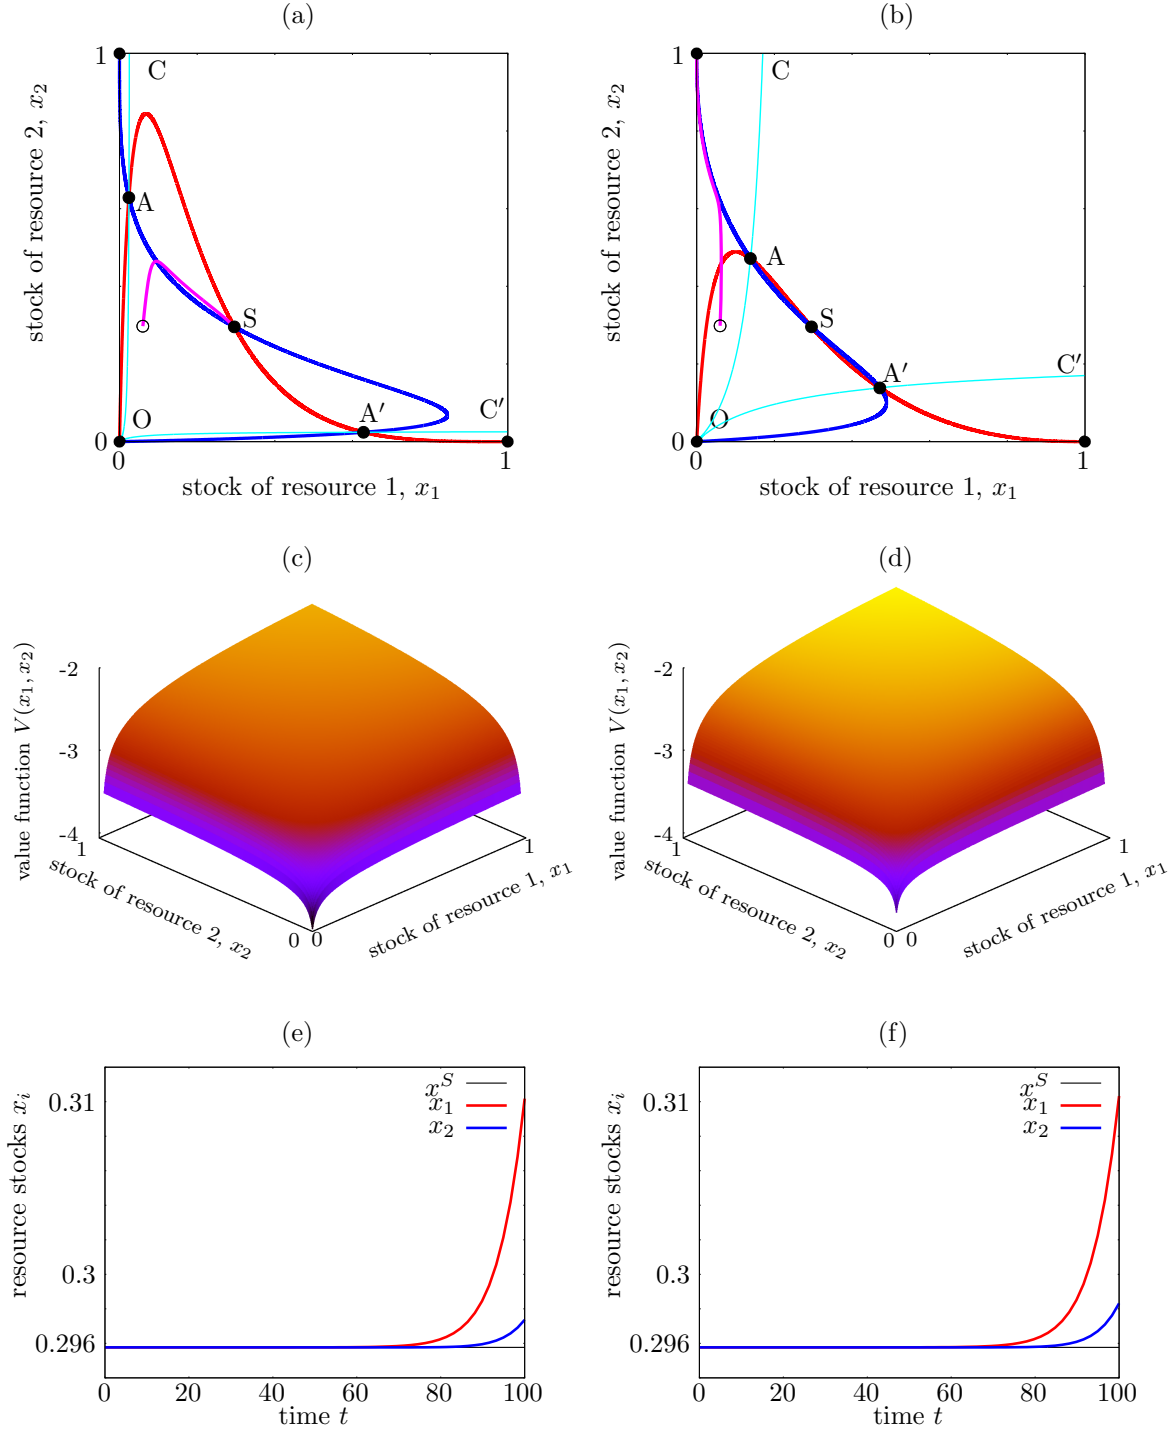 (a)
1
C
A
S
O
A′
C′
0
0
1
stock of resource 2, x₂
stock of resource 1, x₁
(b)
1
C
A
S
O
A′
C′
0
0
1
stock of resource 2, x₂
stock of resource 1, x₁
(c)
-2
-3
-4
value function V(x₁, x₂)
1
0
0
1
stock of resource 2, x₂
stock of resource 1, x₁
(d)
-2
-3
-4
value function V(x₁, x₂)
1
0
0
1
stock of resource 2, x₂
stock of resource 1, x₁
(e)
xˢ
x₁
x₂
0.31
0.3
0.296
resource stocks xᵢ
0 20 40 60 80 100
time t
(f)
xˢ
x₁
x₂
0.31
0.3
0.296
resource stocks xᵢ
0 20 40 60 80 100
time t